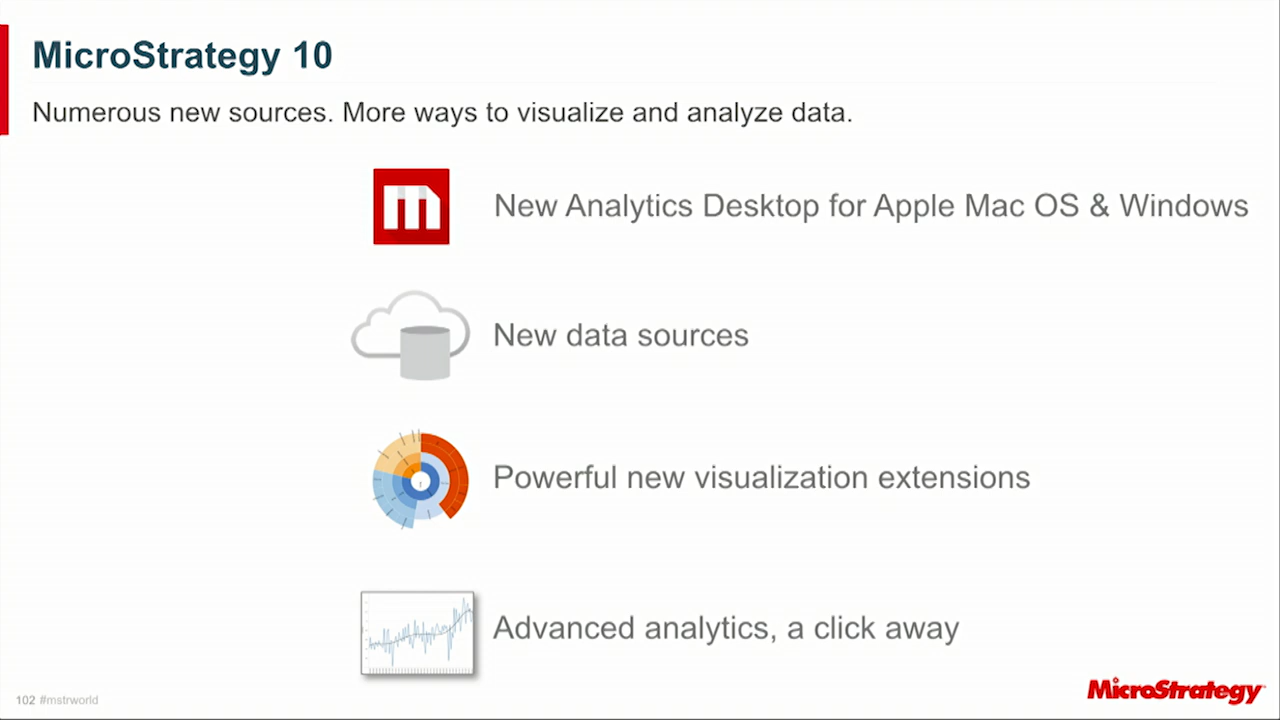 MicroStrategy 10
Numerous new sources. More ways to visualize and analyze data.
New Analytics Desktop for Apple Mac OS & Windows
New data sources
Powerful new visualization extensions
Advanced analytics, a click away
102 #mstrworld
MicroStrategy